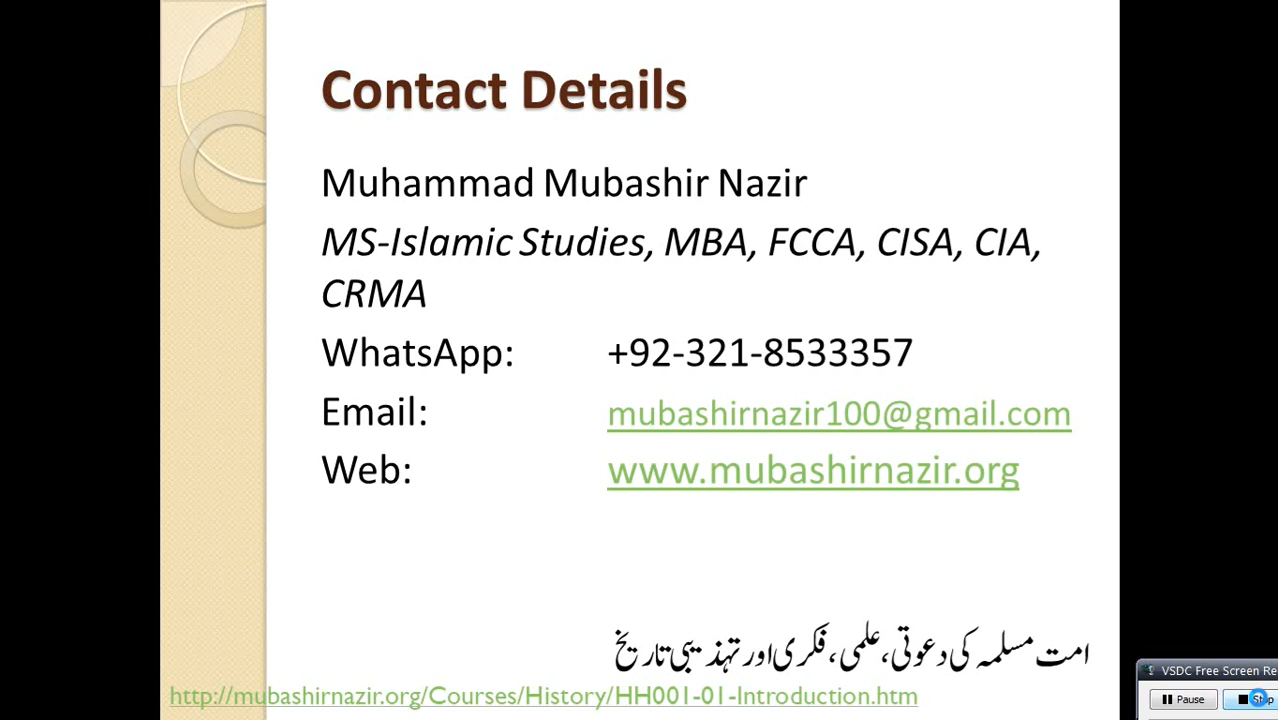 Contact Details
Muhammad Mubashir Nazir
MS-Islamic Studies, MBA, FCCA, CISA, CIA,
CRMA
WhatsApp: +92-321-8533357
Email: mubashirnazir100@gmail.com
Web: www.mubashirnazir.org
امت مسلمہ کی دعوتی، علمی، فکری اور تہذیبی تاریخ
http://mubashirnazir.org/Courses/History/HH001-01-Introduction.htm
VSDC Free Screen Re
Pause Stop